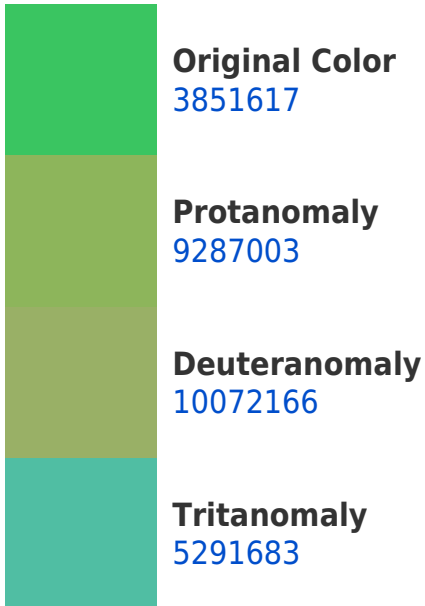 Original Color
3851617
Protanomaly
9287003
Deuteranomaly
10072166
Tritanomaly
5291683